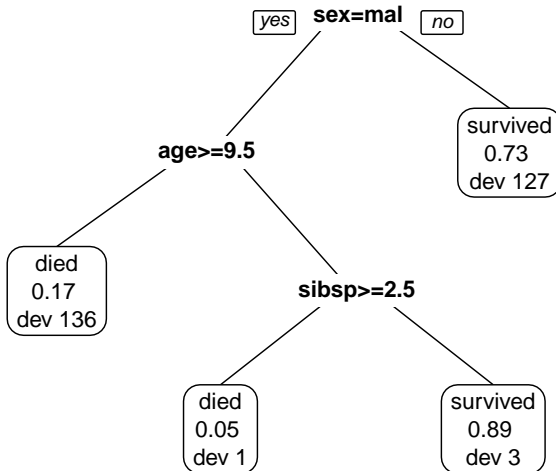 yes sex=mal no
survived
0.73
dev 127
age>=9.5
died
0.17
dev 136
sibsp>=2.5
died
0.05
dev 1
survived
0.89
dev 3